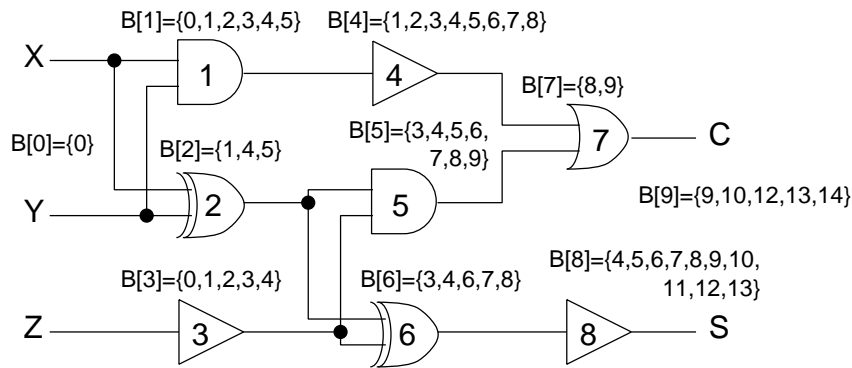 B[1]={0,1,2,3,4,5}
B[4]={1,2,3,4,5,6,7,8}
X
1
4
B[7]={8,9}
B[0]={0}
B[2]={1,4,5}
B[5]={3,4,5,6,
7,8,9}
7
C
Y
2
5
B[9]={9,10,12,13,14}
B[3]={0,1,2,3,4}
B[6]={3,4,6,7,8}
B[8]={4,5,6,7,8,9,10,
11,12,13}
Z
3
6
8
S